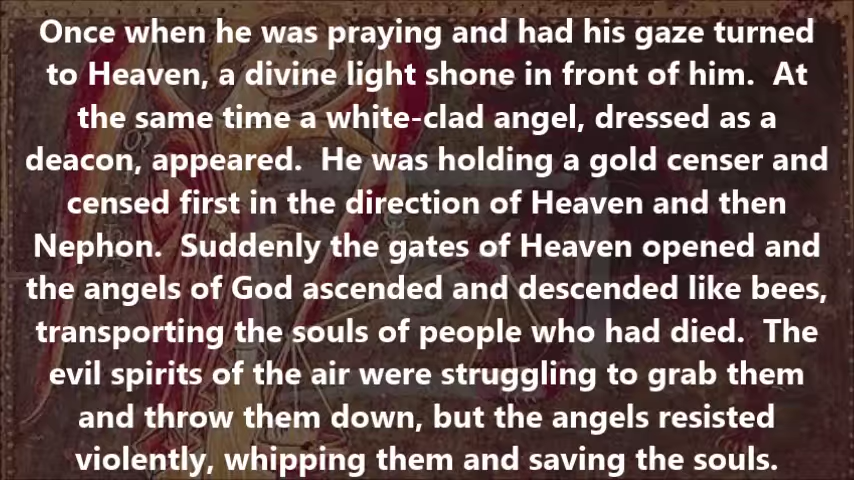 Once when he was praying and had his gaze turned
to Heaven, a divine light shone in front of him.  At
the same time a white-clad angel, dressed as a
deacon, appeared.  He was holding a gold censer and
censed first in the direction of Heaven and then
Nephon.  Suddenly the gates of Heaven opened and
the angels of God ascended and descended like bees,
transporting the souls of people who had died.  The
evil spirits of the air were struggling to grab them
and throw them down, but the angels resisted
violently, whipping them and saving the souls.